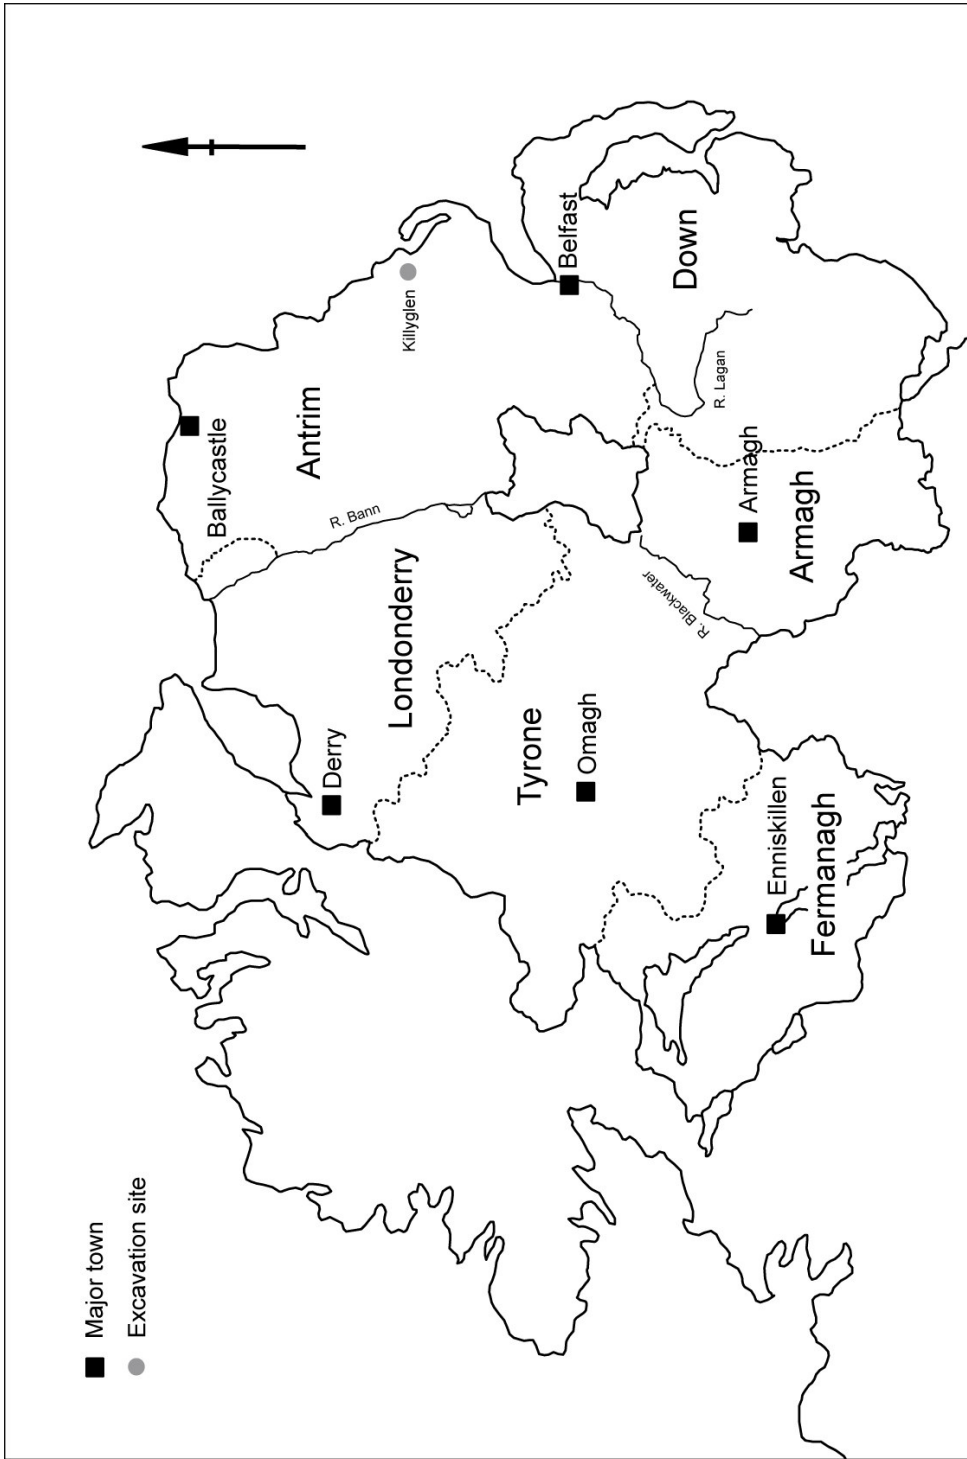 Major town
Excavation site
Ballycastle
Derry
R. Bann
Antrim
Killyglen
Londonderry
Tyrone
Omagh
Belfast
R. Blackwater
Down
R. Lagan
Armagh
Armagh
Enniskillen
Fermanagh